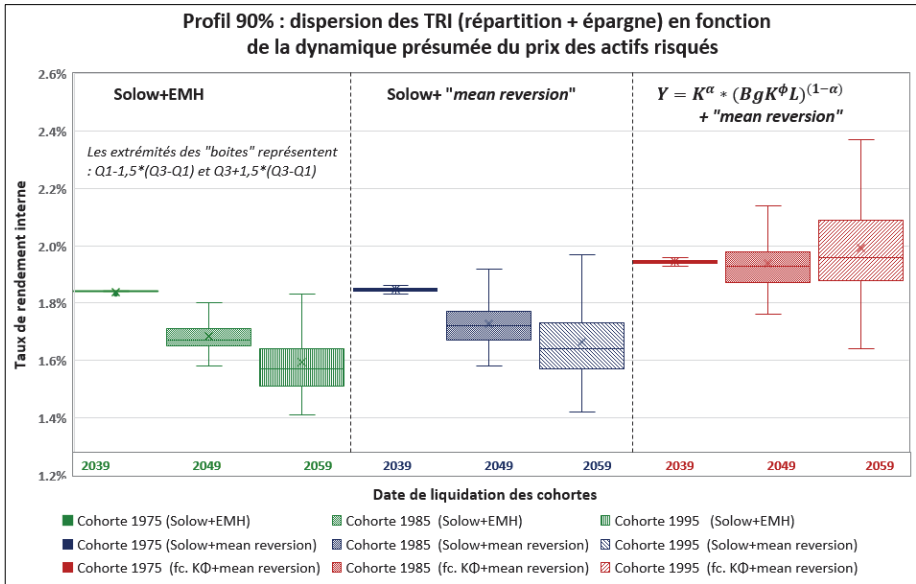 Profil 90% : dispersion des TRI (répartition + épargne) en fonction
de la dynamique présumée du prix des actifs risqués
2.6%
2.4%
2.2%
2.0%
1.8%
1.6%
1.4%
1.2%
Taux de rendement interne
Solow+EMH
Solow+ "mean reversion"
Y = K^α * (BgK^ϕ L)^(1−α)
+ "mean reversion"
Les extrémités des "boites" représentent
: Q1-1,5*(Q3-Q1) et Q3+1,5*(Q3-Q1)
2039 2049 2059 2039 2049 2059 2039 2049 2059
Date de liquidation des cohortes
Cohorte 1975 (Solow+EMH) Cohorte 1985 (Solow+EMH) Cohorte 1995 (Solow+EMH)
Cohorte 1975 (Solow+mean reversion) Cohorte 1985 (Solow+mean reversion) Cohorte 1995 (Solow+mean reversion)
Cohorte 1975 (fc. KΦ+mean reversion) Cohorte 1985 (fc. KΦ+mean reversion) Cohorte 1995 (fc. KΦ+mean reversion)